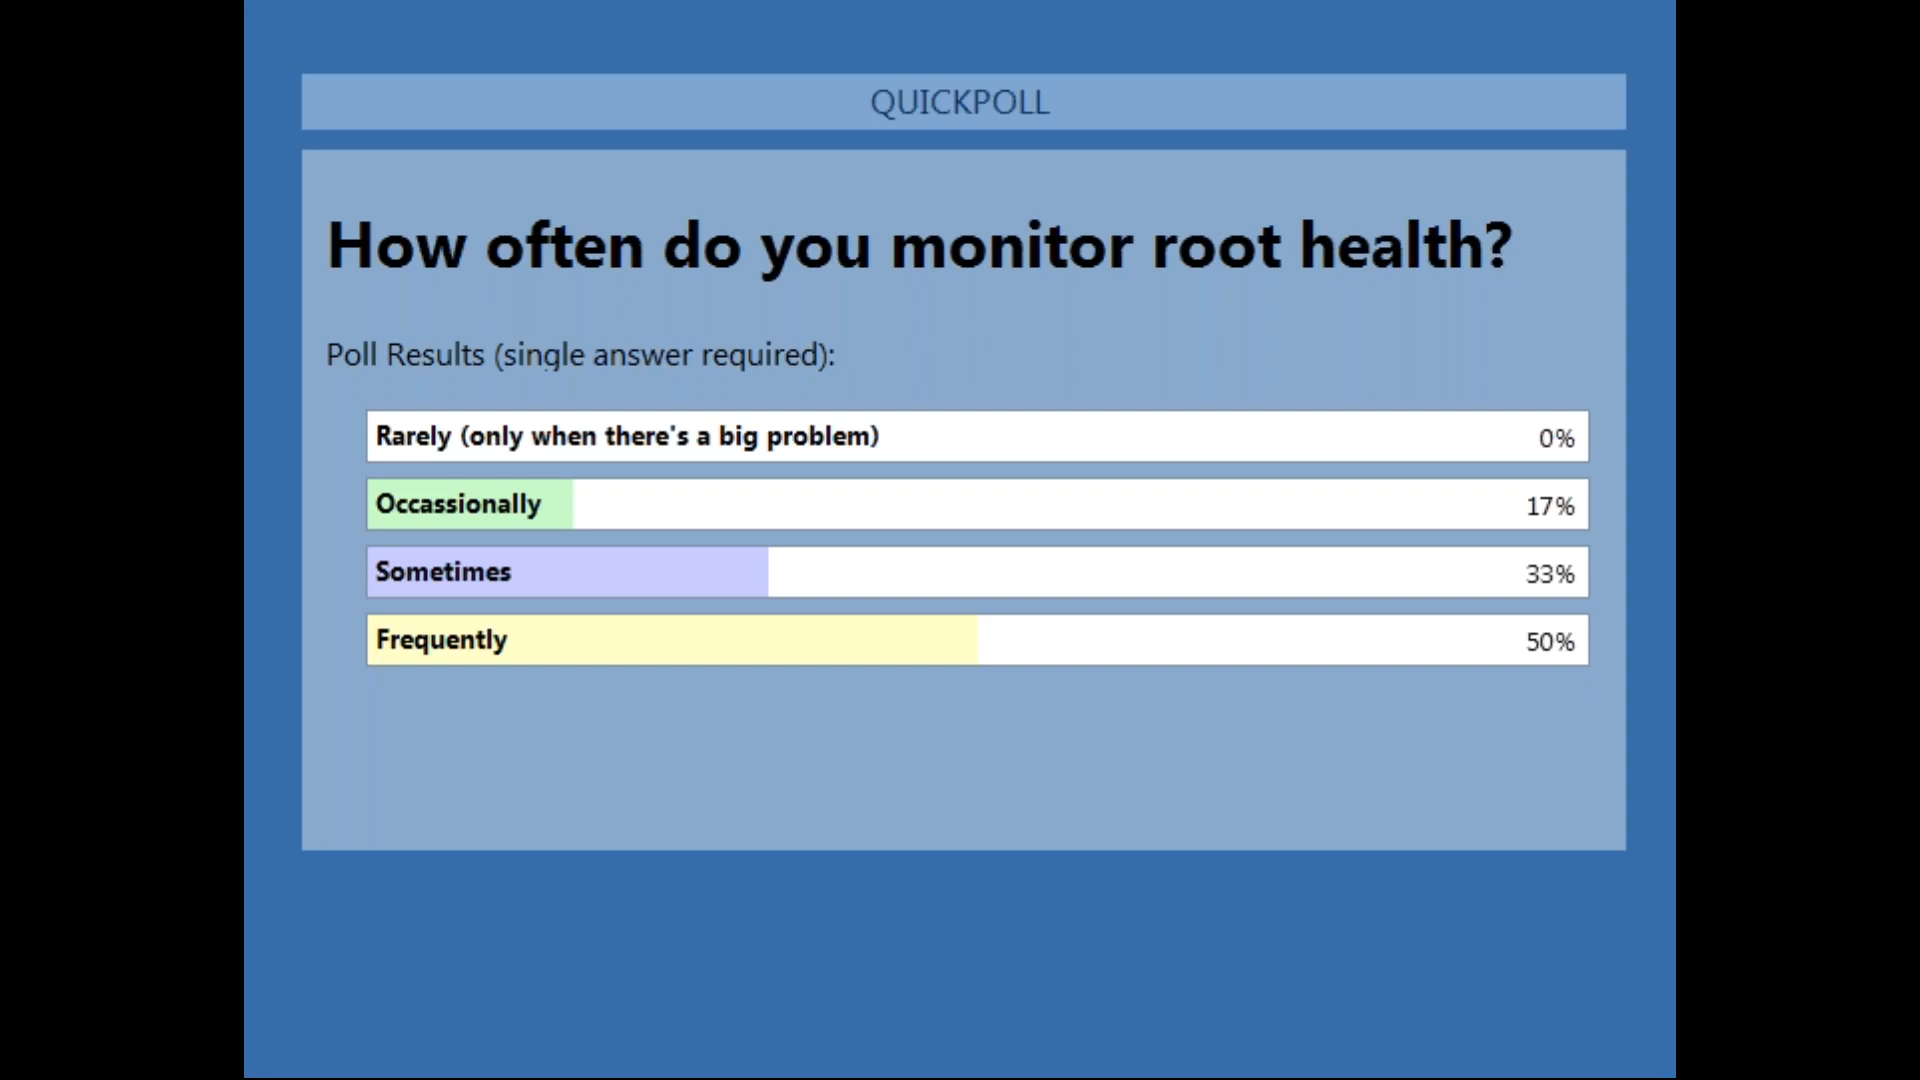 QUICKPOLL
How often do you monitor root health?
Poll Results (single answer required):
Rarely (only when there's a big problem) 0%
Occassionally 17%
Sometimes 33%
Frequently 50%